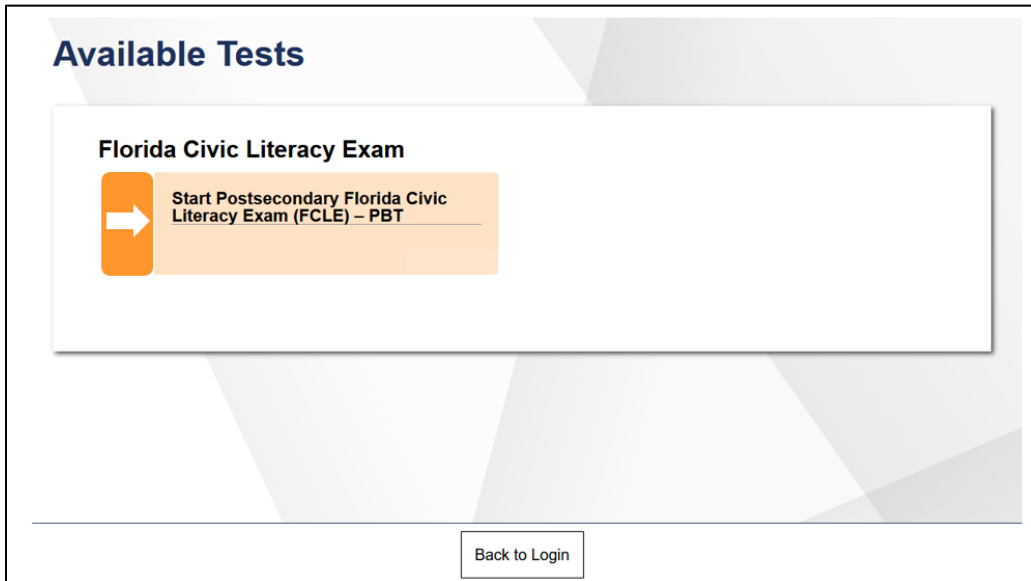 Available Tests
Florida Civic Literacy Exam
Start Postsecondary Florida Civic
Literacy Exam (FCLE) – PBT
Back to Login